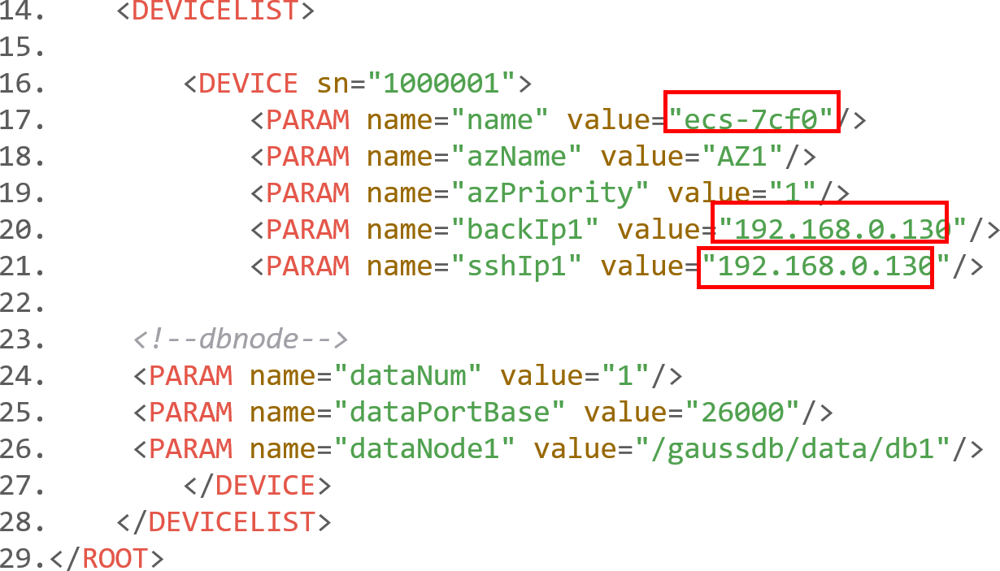 14.    <DEVICELIST>
15.
16.        <DEVICE sn="1000001">
17.            <PARAM name="name" value="ecs-7cf0"/>
18.            <PARAM name="azName" value="AZ1"/>
19.            <PARAM name="azPriority" value="1"/>
20.            <PARAM name="backIp1" value="192.168.0.130"/>
21.            <PARAM name="sshIp1" value="192.168.0.130"/>
22.
23.     <!--dbnode-->
24.     <PARAM name="dataNum" value="1"/>
25.     <PARAM name="dataPortBase" value="26000"/>
26.     <PARAM name="dataNode1" value="/gaussdb/data/db1"/>
27.        </DEVICE>
28.    </DEVICELIST>
29.</ROOT>